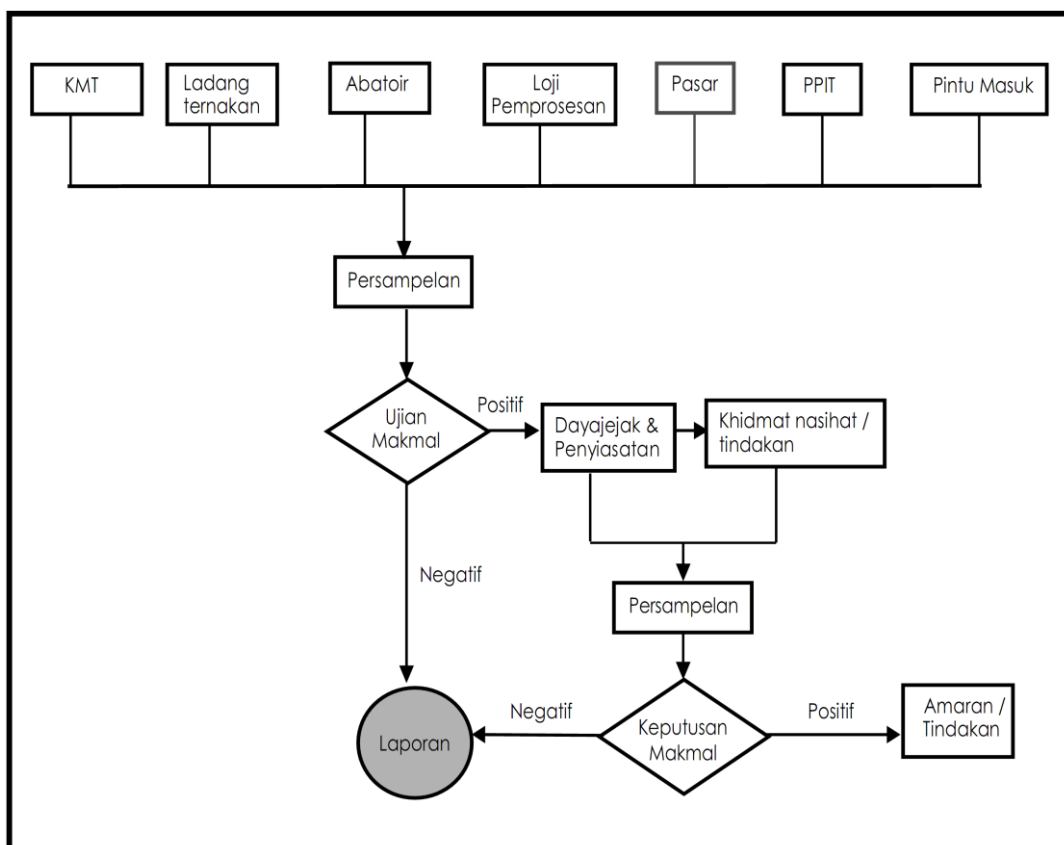 KMT
Ladang
ternakan
Abatoir
Loji
Pemprosesan
Pasar
PPIT
Pintu Masuk
Persampelan
Ujian
Makmal
Positif
Dayajejak &
Penyiasatan
Khidmat nasihat /
tindakan
Negatif
Persampelan
Laporan
Negatif
Keputusan
Makmal
Positif
Amaran /
Tindakan